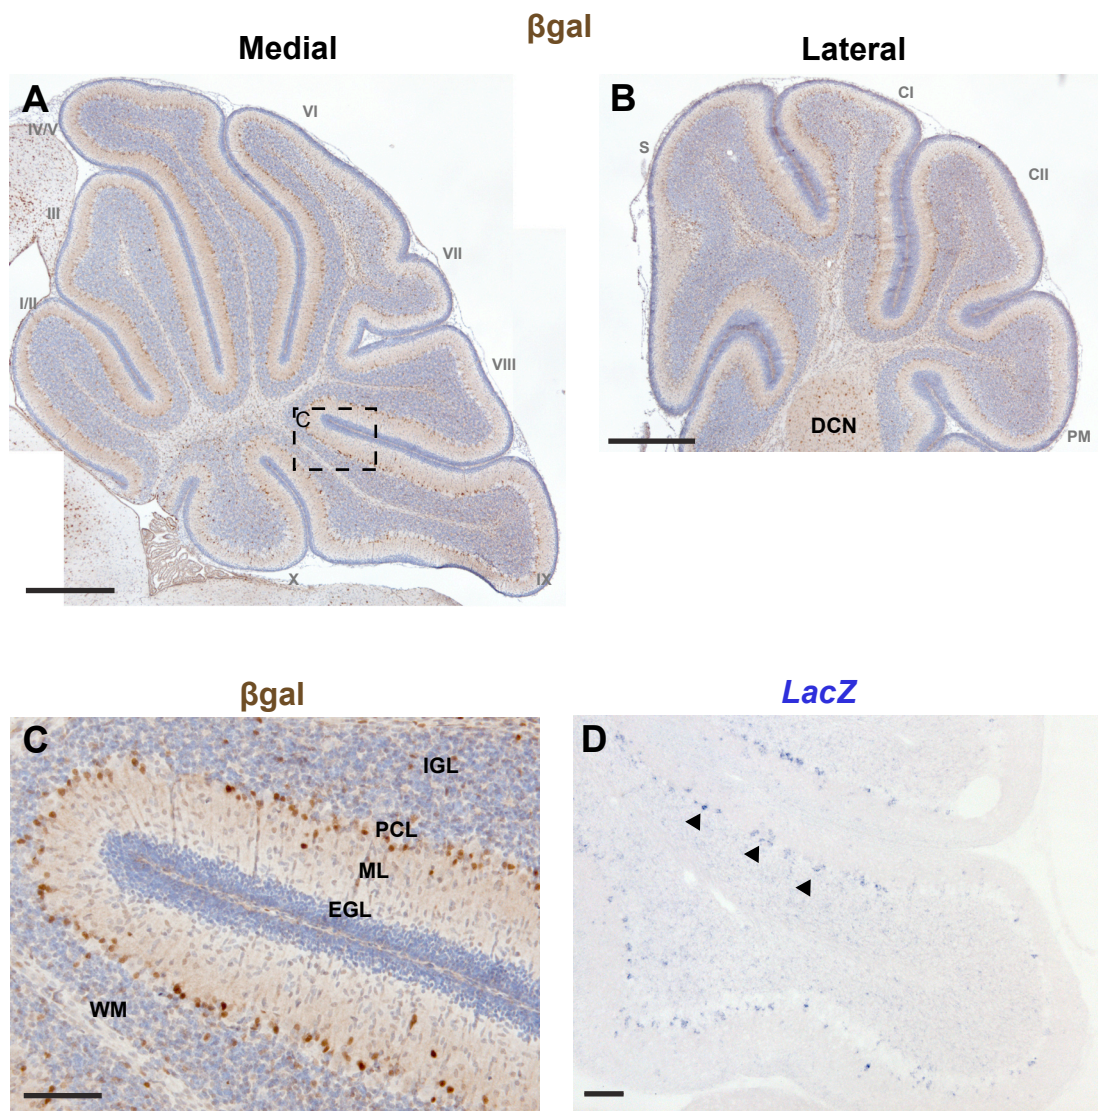 βgal
Medial
Lateral
A
IV/V
VI
III
VII
I/II
VIII
C
X
IX
B
CI
S
CII
DCN
PM
βgal
LacZ
C
IGL
PCL
ML
EGL
WM
D